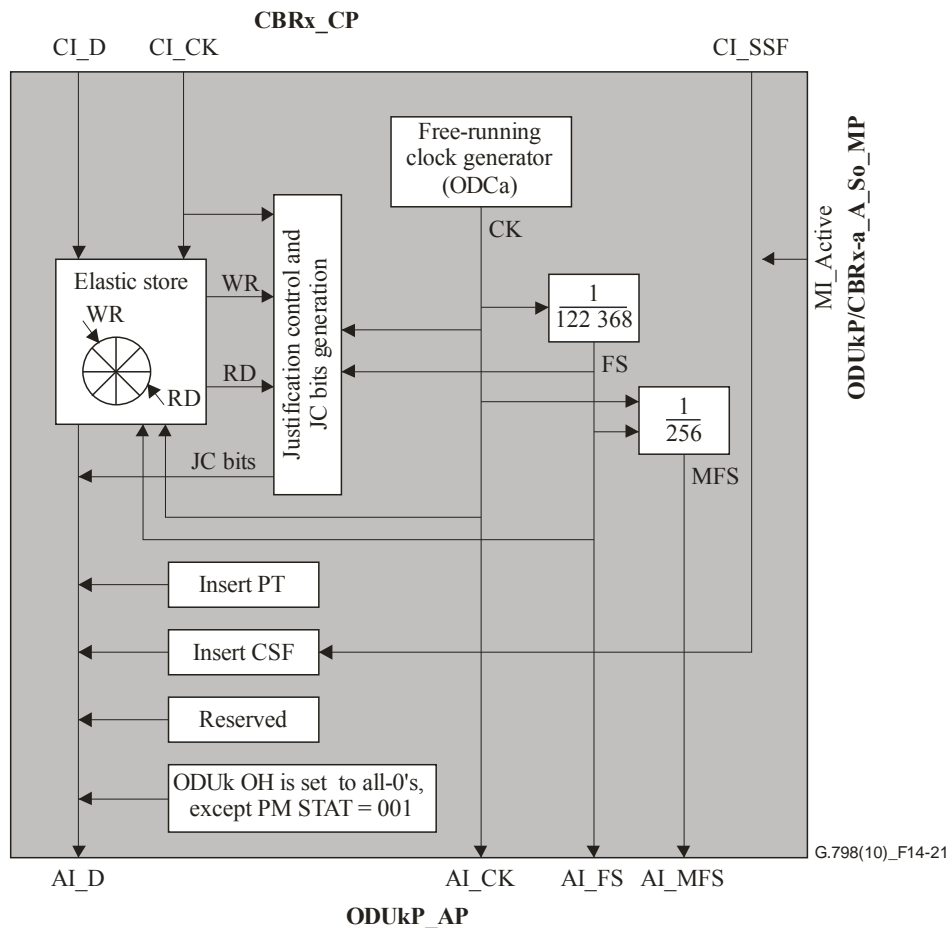 CBRx_CP
CI_D
CI_CK
CI_SSF
Free-running
clock generator
(ODCa)
CK
ODUkP/CBRx-a_A_So_MP
MI_Active
Elastic store
WR
RD
WR
RD
Justification control and
JC bits generation
1
122 368
FS
1
256
MFS
JC bits
Insert PT
Insert CSF
Reserved
ODUk OH is set to all-0's,
except PM STAT = 001
G.798(10)_F14-21
AI_D
AI_CK
AI_FS
AI_MFS
ODUkP_AP